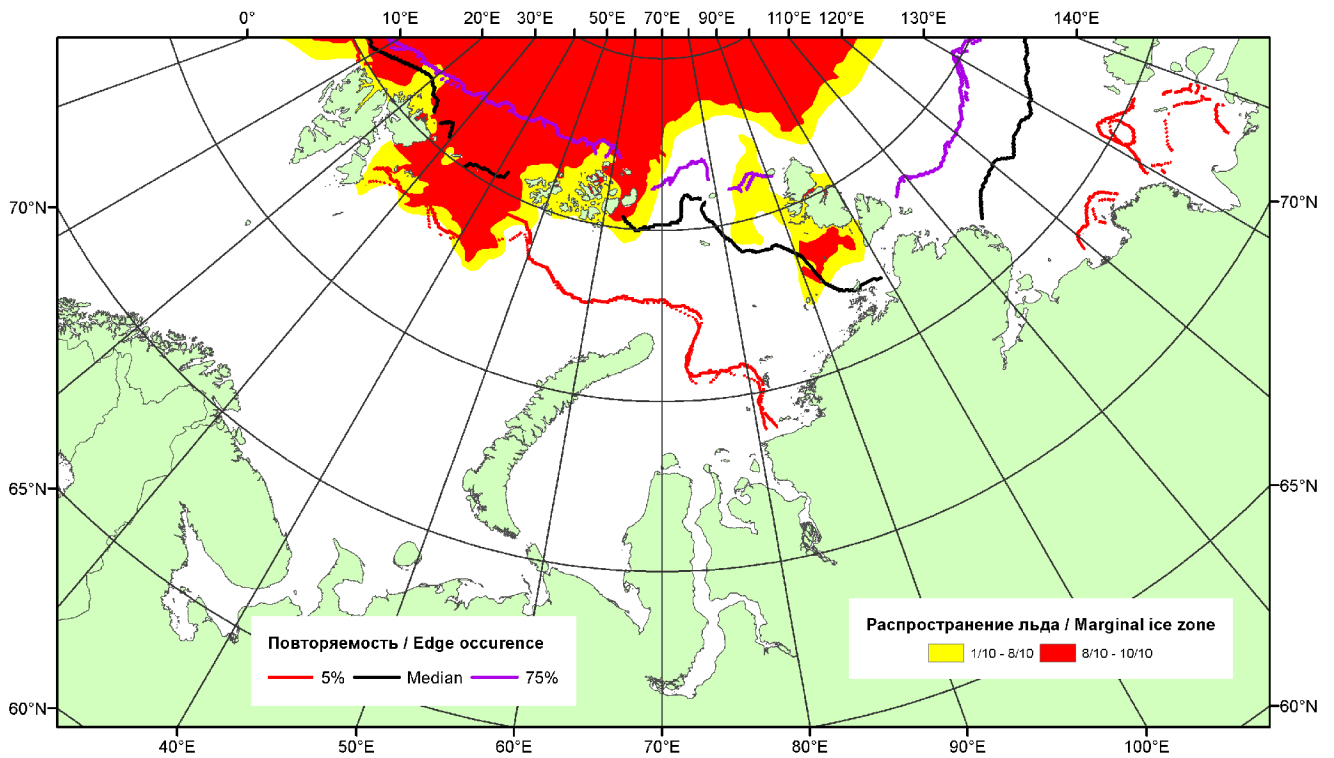 0° 10°E 20°E 30°E 50°E 70°E 90°E 110°E 120°E 130°E 140°E
70°N 70°N
65°N 65°N
60°N 60°N
Повторяемость / Edge occurence
5% Median 75%
Распространение льда / Marginal ice zone
1/10 - 8/10 8/10 - 10/10
40°E 50°E 60°E 70°E 80°E 90°E 100°E